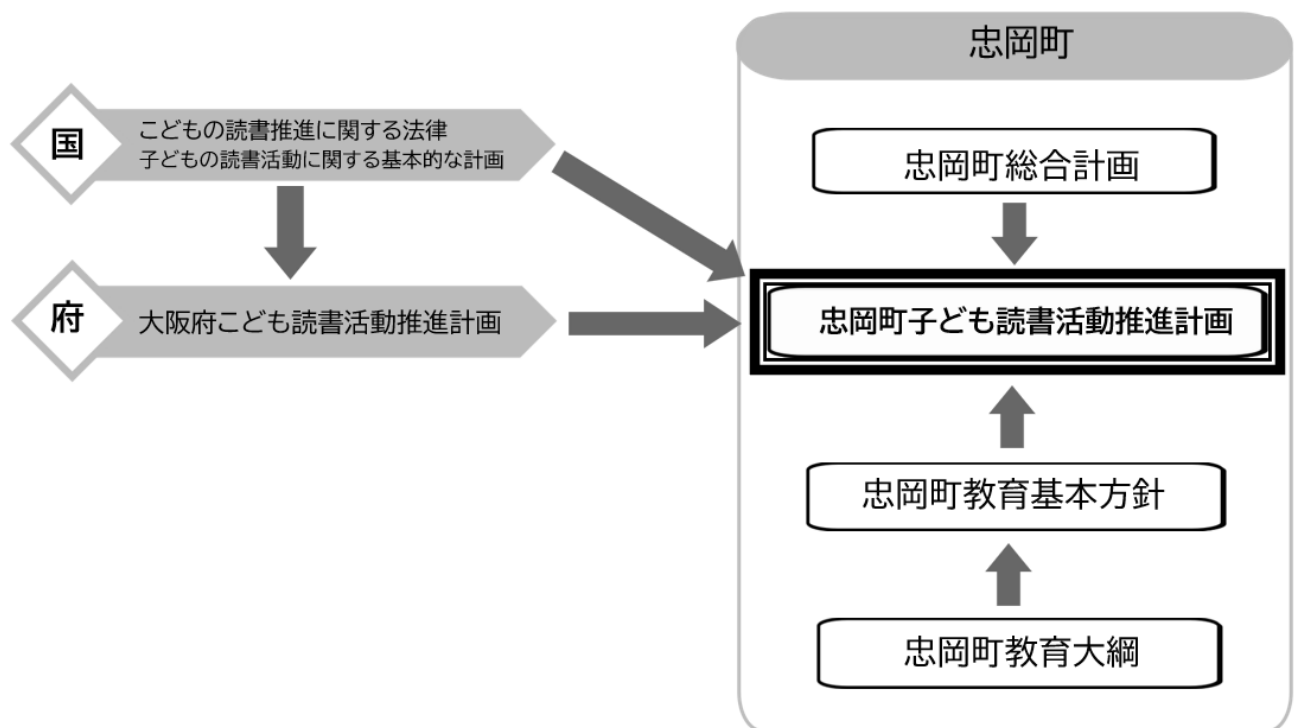 忠岡町
国
こどもの読書推進に関する法律
子どもの読書活動に関する基本的な計画
忠岡町総合計画
府
大阪府こども読書活動推進計画
忠岡町子ども読書活動推進計画
忠岡町教育基本方針
忠岡町教育大綱